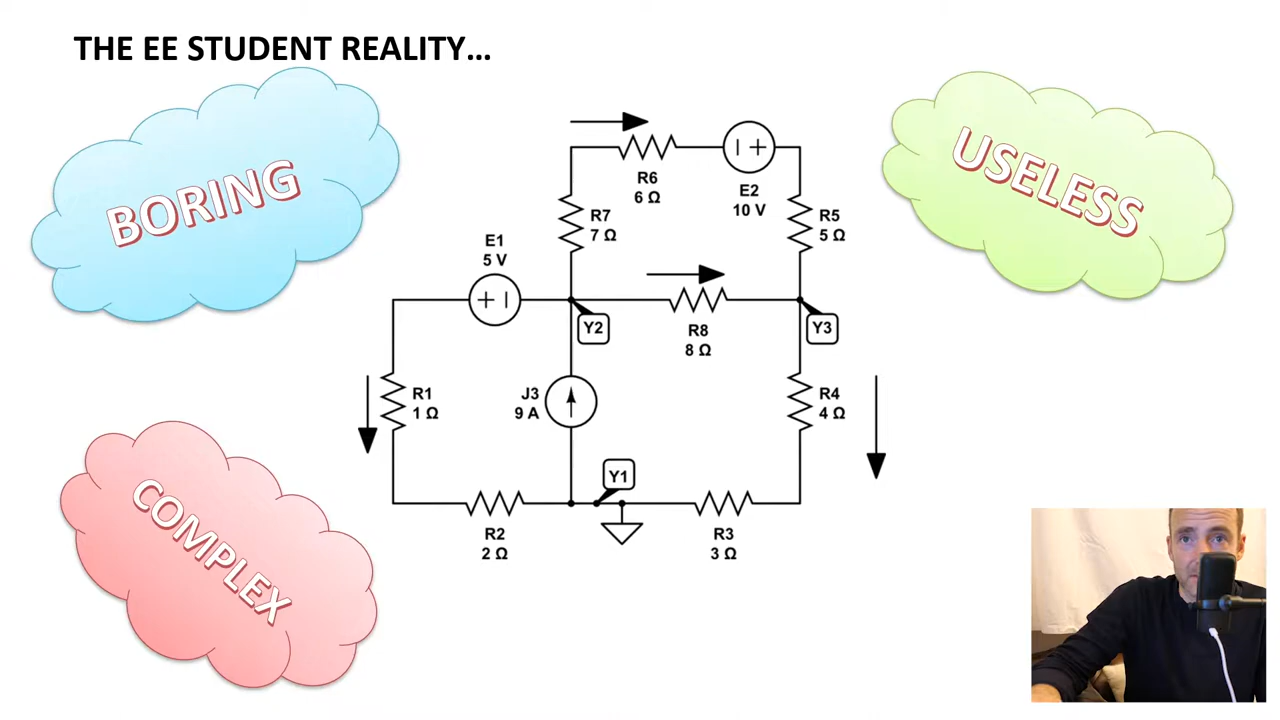 THE EE STUDENT REALITY…
BORING
USELESS
COMPLEX
R6
6 Ω
E2
10 V
R7
7 Ω
R5
5 Ω
E1
5 V
Y2
R8
8 Ω
Y3
R1
1 Ω
J3
9 A
R4
4 Ω
Y1
R2
2 Ω
R3
3 Ω